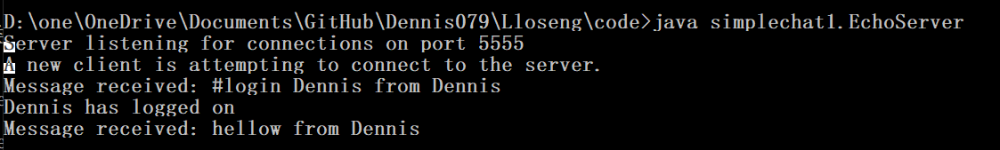 D:\one\OneDrive\Documents\GitHub\Dennis079\Lloseng\code>java simplechat1.EchoServer
Server listening for connections on port 5555
A new client is attempting to connect to the server.
Message received: #login Dennis from Dennis
Dennis has logged on
Message received: hellow from Dennis